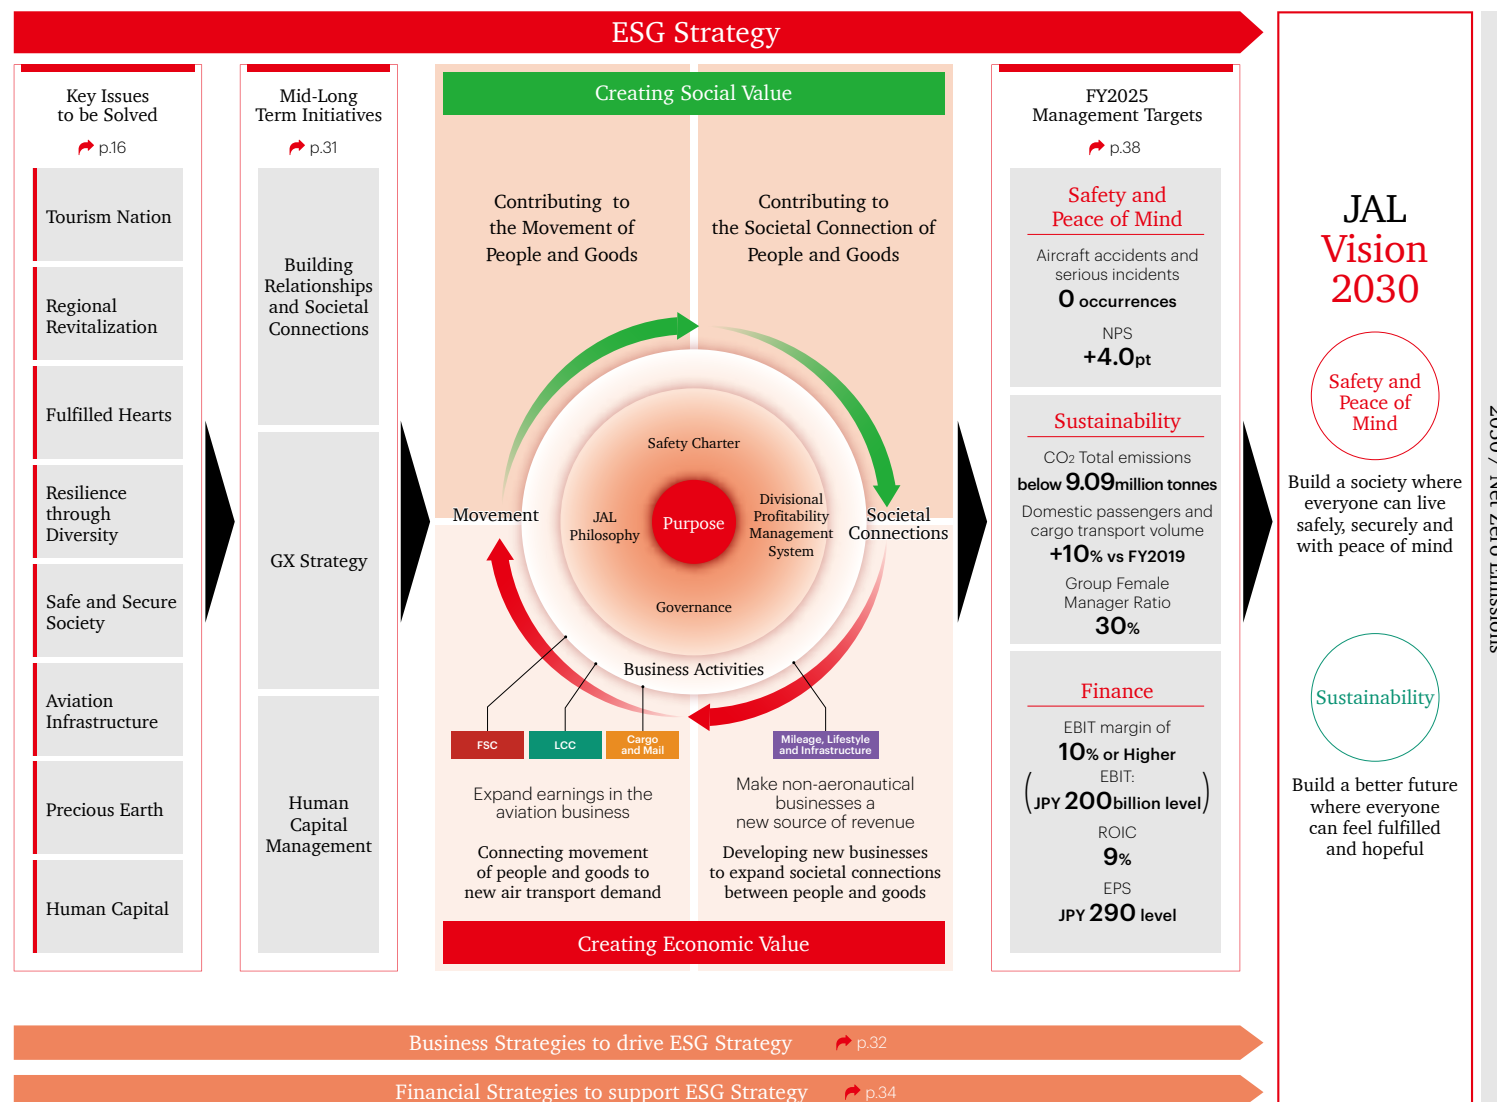 ESG Strategy
Key Issues
to be Solved
p.16
Tourism Nation
Regional
Revitalization
Fulfilled Hearts
Resilience
through
Diversity
Safe and Secure
Society
Aviation
Infrastructure
Precious Earth
Human Capital
Mid-Long
Term Initiatives
p.31
Building
Relationships
and Societal
Connections
GX Strategy
Human
Capital
Management
Creating Social Value
Contributing to
the Movement of
People and Goods
Contributing to
the Societal Connection of
People and Goods
Movement
Societal
Connections
Safety Charter
JAL
Philosophy
Purpose
Divisional
Profitability
Management
System
Governance
Business Activities
FSC
LCC
Cargo
and Mail
Mileage, Lifestyle
and Infrastructure
Expand earnings in the
aviation business
Connecting movement
of people and goods to
new air transport demand
Make non-aeronautical
businesses a
new source of revenue
Developing new businesses
to expand societal connections
between people and goods
Creating Economic Value
FY2025
Management Targets
p.38
Safety and
Peace of Mind
Aircraft accidents and
serious incidents
0 occurrences
NPS
+4.0pt
Sustainability
CO2 Total emissions
below 9.09million tonnes
Domestic passengers and
cargo transport volume
+10% vs FY2019
Group Female
Manager Ratio
30%
Finance
EBIT margin of
10% or Higher
(EBIT:
JPY 200billion level)
ROIC
9%
EPS
JPY 290 level
JAL
Vision
2030
Safety and
Peace of
Mind
Build a society where
everyone can live
safely, securely and
with peace of mind
Sustainability
Build a better future
where everyone
can feel fulfilled
and hopeful
Business Strategies to drive ESG Strategy p.32
Financial Strategies to support ESG Strategy p.34
Net Zero Emissions